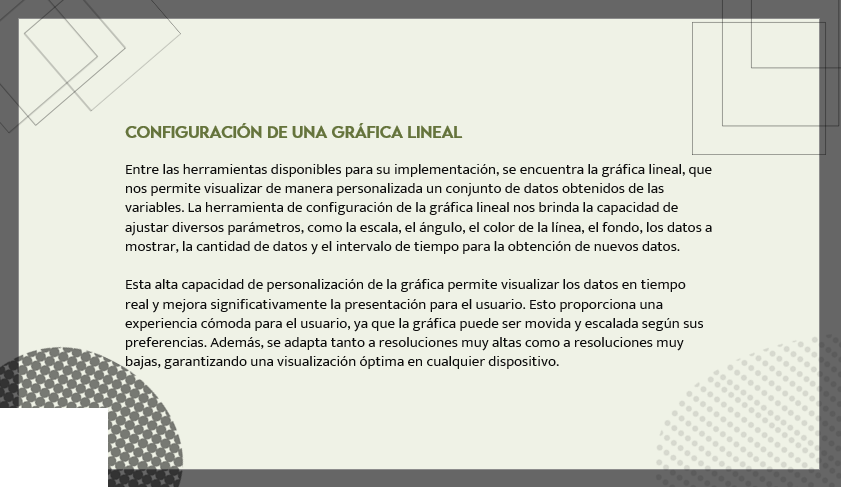 CONFIGURACIÓN DE UNA GRÁFICA LINEAL
Entre las herramientas disponibles para su implementación, se encuentra la gráfica lineal, que
nos permite visualizar de manera personalizada un conjunto de datos obtenidos de las
variables. La herramienta de configuración de la gráfica lineal nos brinda la capacidad de
ajustar diversos parámetros, como la escala, el ángulo, el color de la línea, el fondo, los datos a
mostrar, la cantidad de datos y el intervalo de tiempo para la obtención de nuevos datos.
Esta alta capacidad de personalización de la gráfica permite visualizar los datos en tiempo
real y mejora significativamente la presentación para el usuario. Esto proporciona una
experiencia cómoda para el usuario, ya que la gráfica puede ser movida y escalada según sus
preferencias. Además, se adapta tanto a resoluciones muy altas como a resoluciones muy
bajas, garantizando una visualización óptima en cualquier dispositivo.